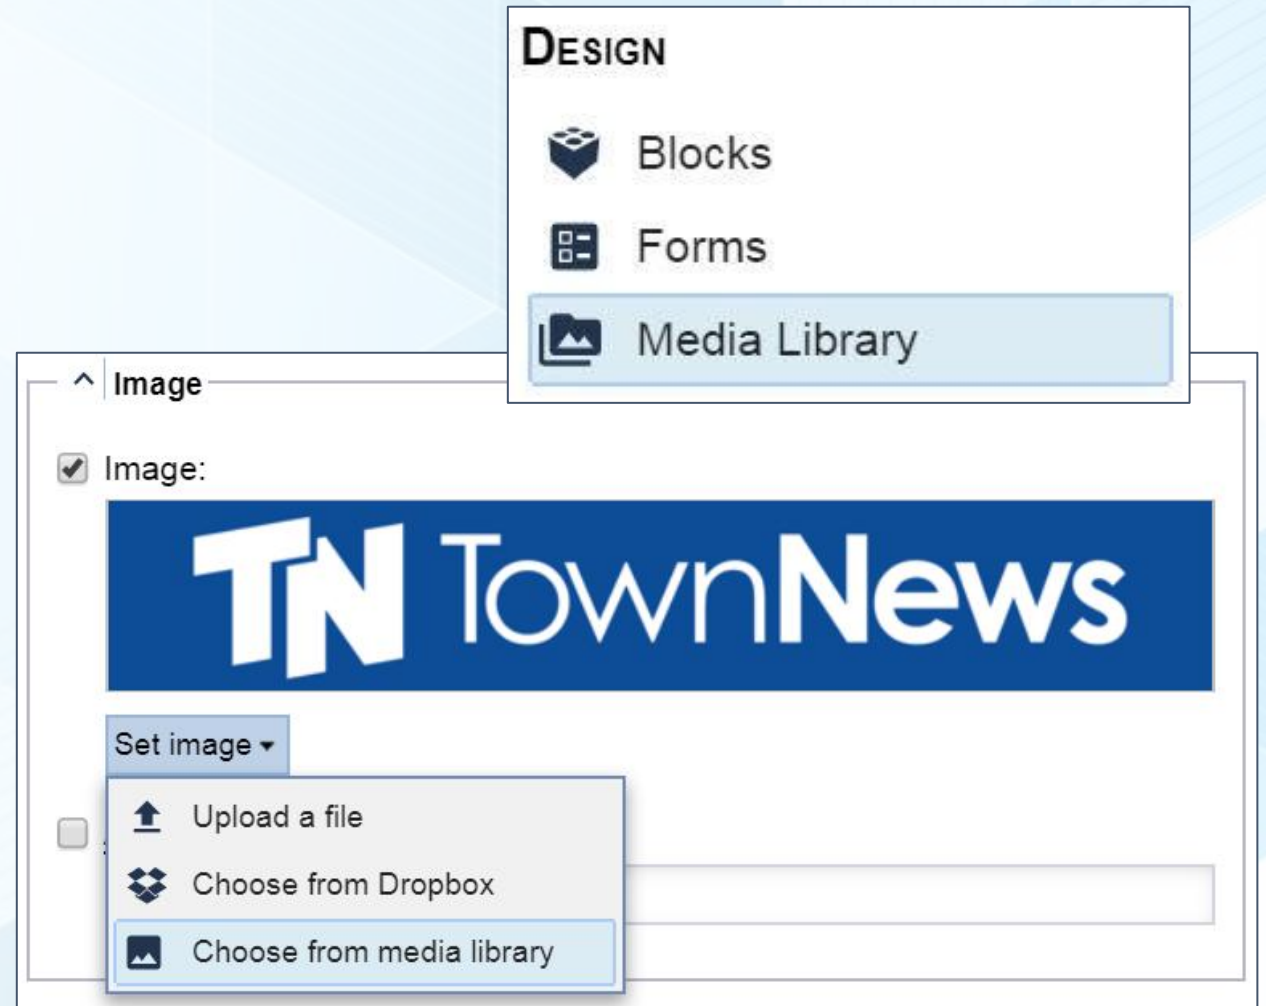 DESIGN
Blocks
Forms
Media Library
Image
Image:
TN TownNews
Set image
Upload a file
Choose from Dropbox
Choose from media library